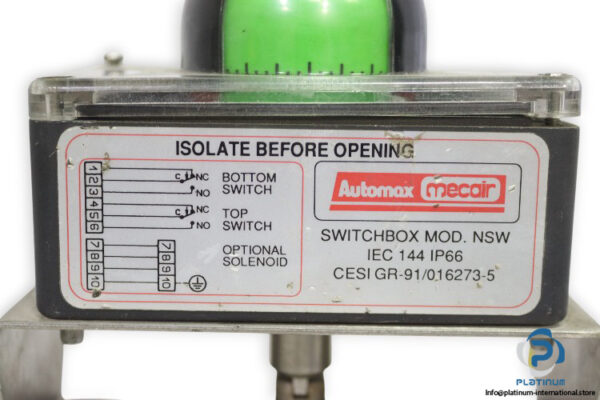 ISOLATE BEFORE OPENING
1
2
3
4
5
6
7
8
9
10
C NC
NO
BOTTOM
SWITCH
C NC
NO
TOP
SWITCH
OPTIONAL
SOLENOID
7
8
9
10
Automax mecair
SWITCHBOX MOD. NSW
IEC 144 IP66
CESI GR-91/016273-5
PLATINUM
Info@platinum-international.store